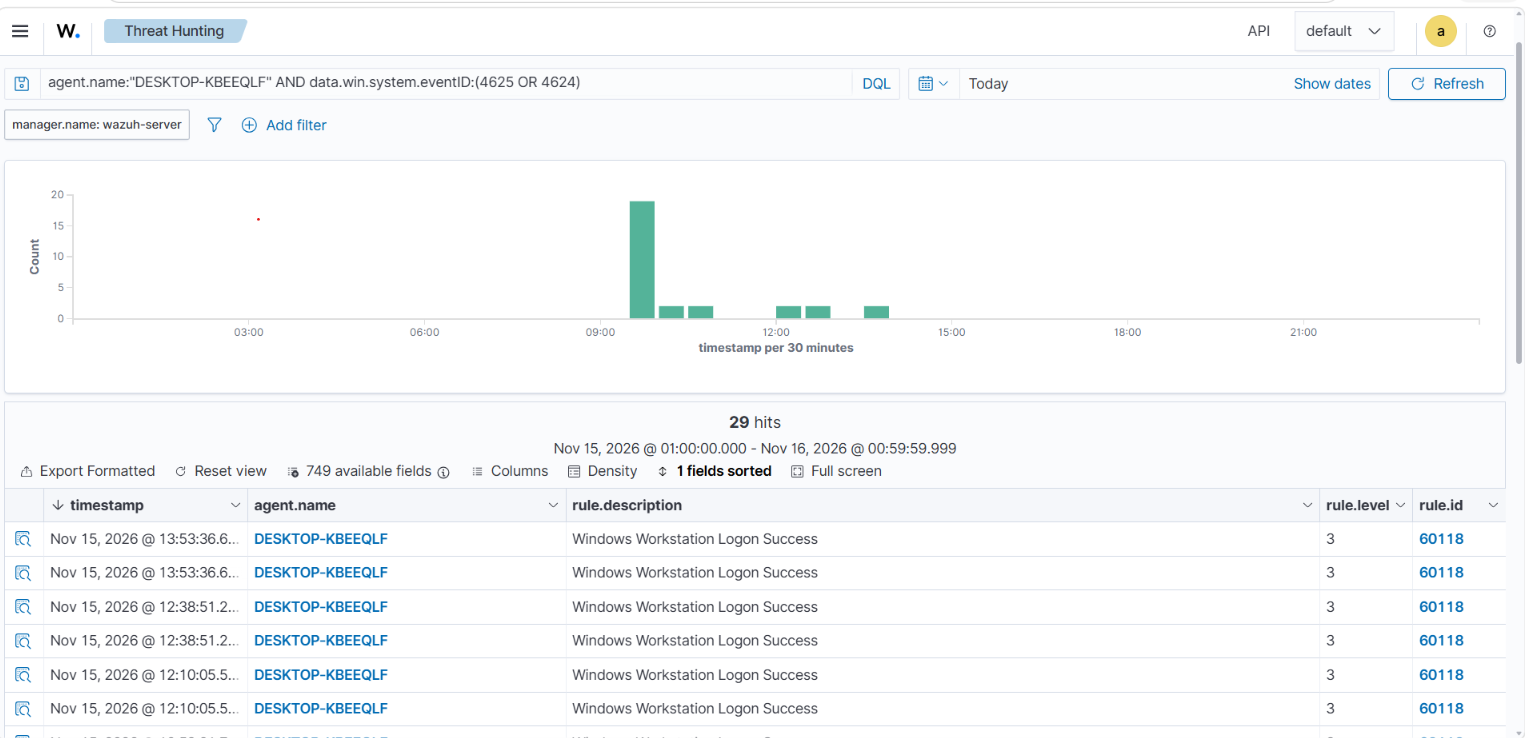 W. Threat Hunting API default a
agent.name:"DESKTOP-KBEEQLF" AND data.win.system.eventID:(4625 OR 4624) DQL Today Show dates Refresh
manager.name: wazuh-server Add filter
20
15
10
5
0
Count
03:00 06:00 09:00 12:00 15:00 18:00 21:00
timestamp per 30 minutes
29 hits
Nov 15, 2026 @ 01:00:00.000 - Nov 16, 2026 @ 00:59:59.999
Export Formatted Reset view 749 available fields Columns Density 1 fields sorted Full screen
timestamp agent.name rule.description rule.level rule.id
Nov 15, 2026 @ 13:53:36.6... DESKTOP-KBEEQLF Windows Workstation Logon Success 3 60118
Nov 15, 2026 @ 13:53:36.6... DESKTOP-KBEEQLF Windows Workstation Logon Success 3 60118
Nov 15, 2026 @ 12:38:51.2... DESKTOP-KBEEQLF Windows Workstation Logon Success 3 60118
Nov 15, 2026 @ 12:38:51.2... DESKTOP-KBEEQLF Windows Workstation Logon Success 3 60118
Nov 15, 2026 @ 12:10:05.5... DESKTOP-KBEEQLF Windows Workstation Logon Success 3 60118
Nov 15, 2026 @ 12:10:05.5... DESKTOP-KBEEQLF Windows Workstation Logon Success 3 60118